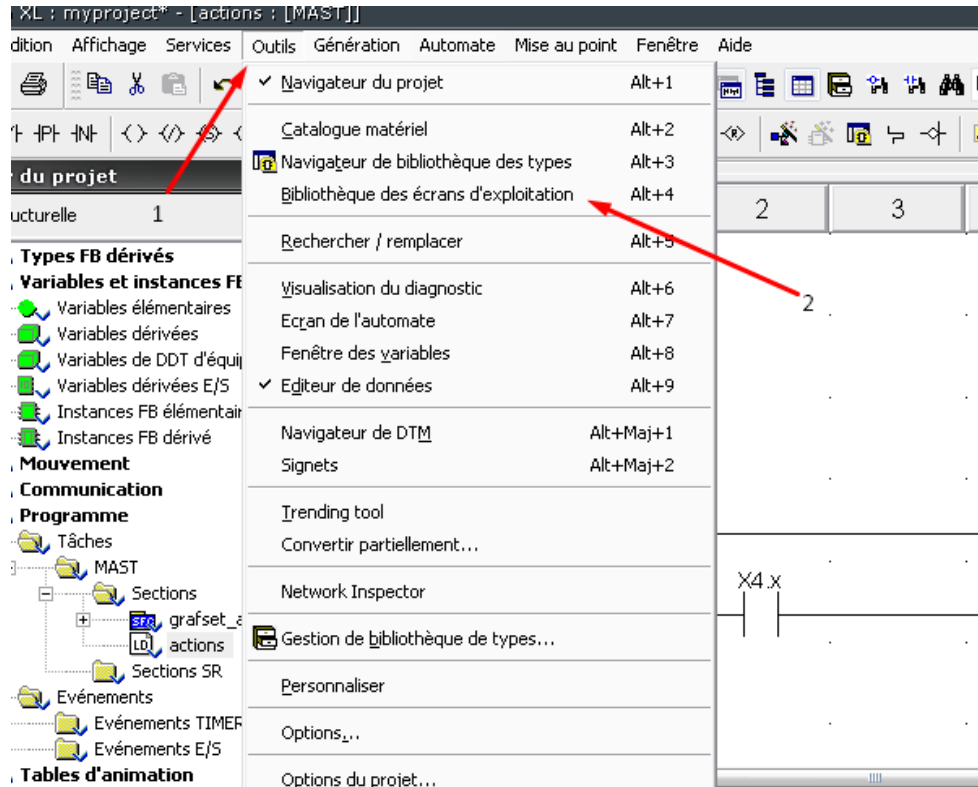 XL : myproject* - [actions : [MAST]]
dition Affichage Services Outils Génération Automate Mise au point Fenêtre Aide
du projet
ucturelle
1
Types FB dérivés
Variables et instances FB
Variables élémentaires
Variables dérivées
Variables de DDT d'équip
Variables dérivées E/S
Instances FB élémentair
Instances FB dérivé
Mouvement
Communication
Programme
Tâches
MAST
Sections
grafset_a
actions
Sections SR
Evénements
Evénements TIMER
Evénements E/S
Tables d'animation
Navigateur du projet Alt+1
Catalogue matériel Alt+2
Navigateur de bibliothèque des types Alt+3
Bibliothèque des écrans d'exploitation Alt+4
Rechercher / remplacer Alt+5
Visualisation du diagnostic Alt+6
Ecran de l'automate Alt+7
Fenêtre des variables Alt+8
Editeur de données Alt+9
Navigateur de DTM Alt+Maj+1
Signets Alt+Maj+2
Trending tool
Convertir partiellement...
Network Inspector
Gestion de bibliothèque de types...
Personnaliser
Options...
Options du projet...
2 3
2
X4.x